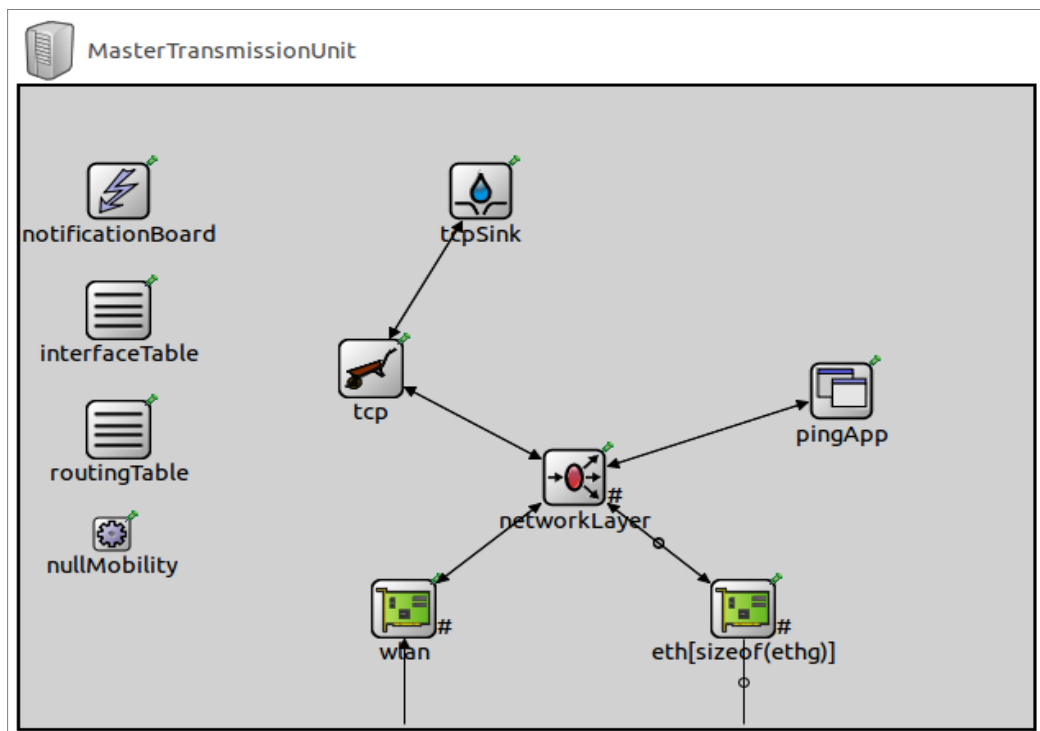 MasterTransmissionUnit
notificationBoard
tcpSink
interfaceTable
tcp
pingApp
routingTable
#
networkLayer
nullMobility
#
#
wlan
eth[sizeof(ethg)]